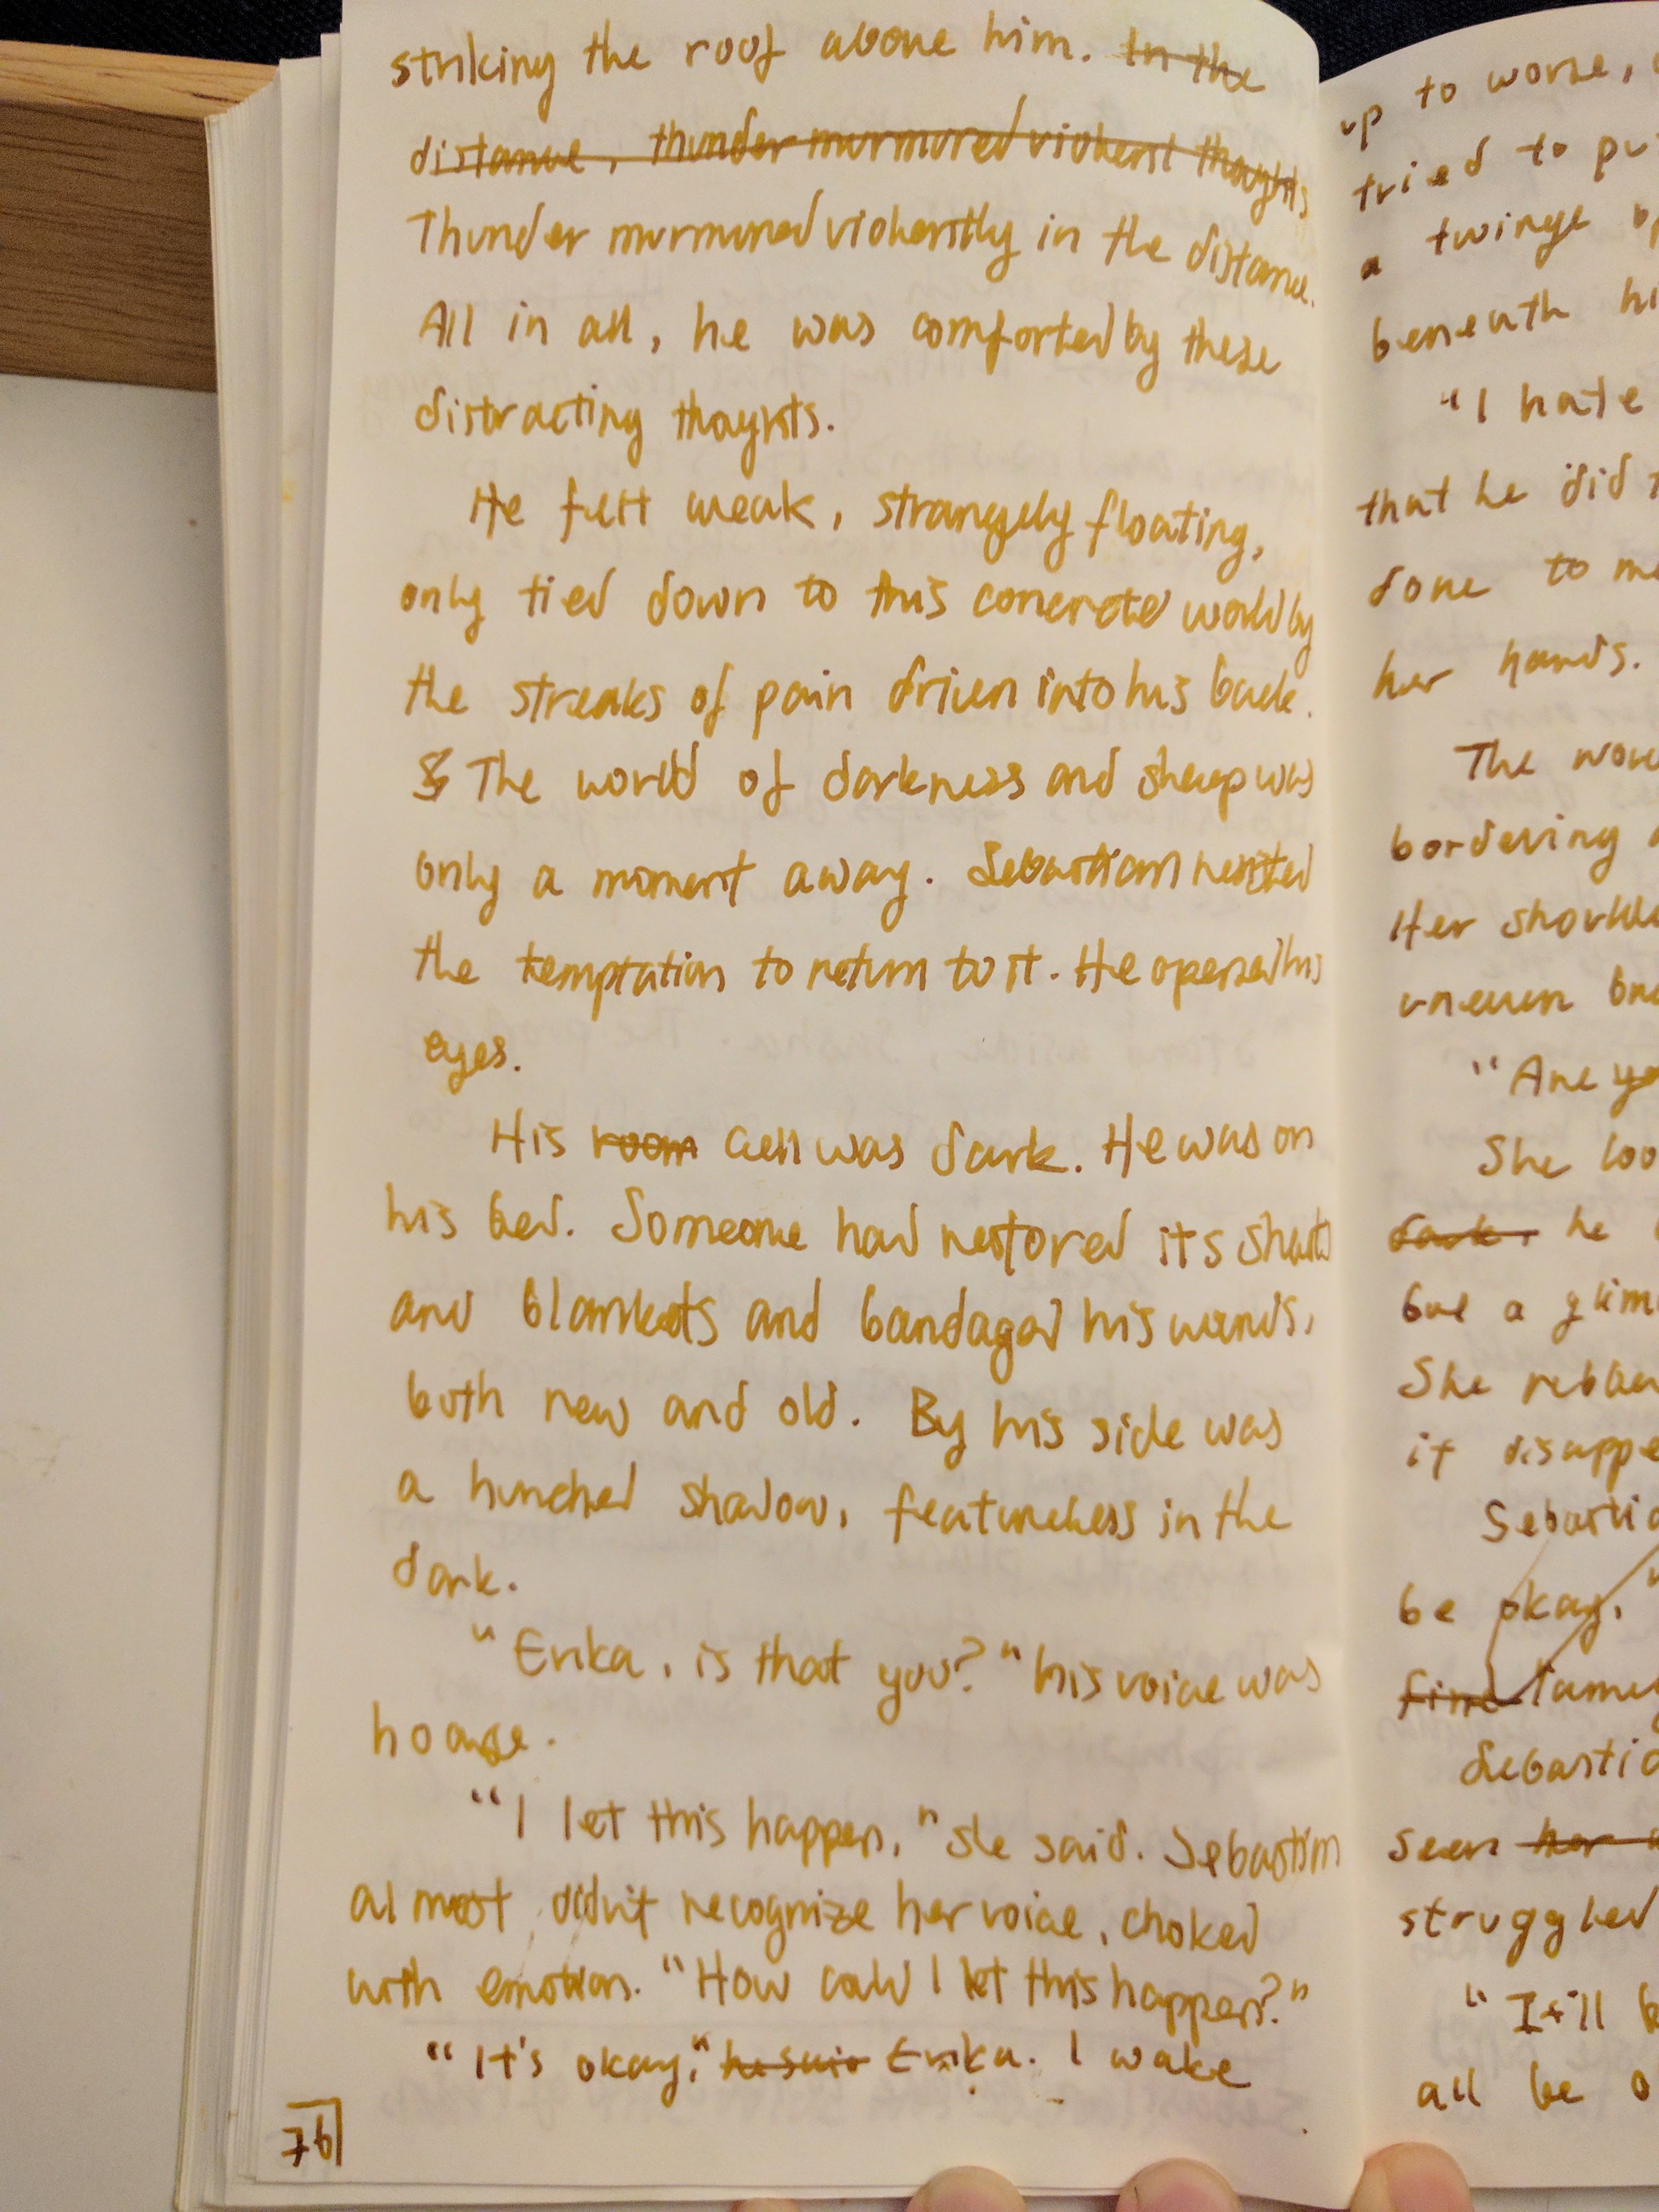 striking the roof above him. In the
distance, thunder murmured violent thoughts
Thunder murmured violently in the distance.
All in all, he was comforted by these
distracting thoughts.
He felt weak, strangely floating,
only tied down to this concrete world by
the streaks of pain driven into his back.
The world of darkness and sleep was
only a moment away. Sebastian resisted
the temptation to return to it. He opened his
eyes.
His room cell was dark. He was on
his bed. Someone had restored its sheets
and blankets and bandaged his wounds,
both new and old. By his side was
a hunched shadow, featureless in the
dark.
"Erika, is that you?" his voice was
hoarse.
"I let this happen," she said. Sebastian
almost didn't recognize her voice, choked
with emotion. "How could I let this happen?"
"It's okay," he said Erika. I wake
76
up to worse,
tried to pu
a twinge
beneath hi
"I hate
that he did
done to me
her hands.
The wou
bordering
Her shoulde
uneven bre
"Are yo
She loo
dark. he
but a glim
She reban
it disappe
Sebastia
be okay,"
find lamel
Sebastia
seen her
struggled
"It'll b
all be o